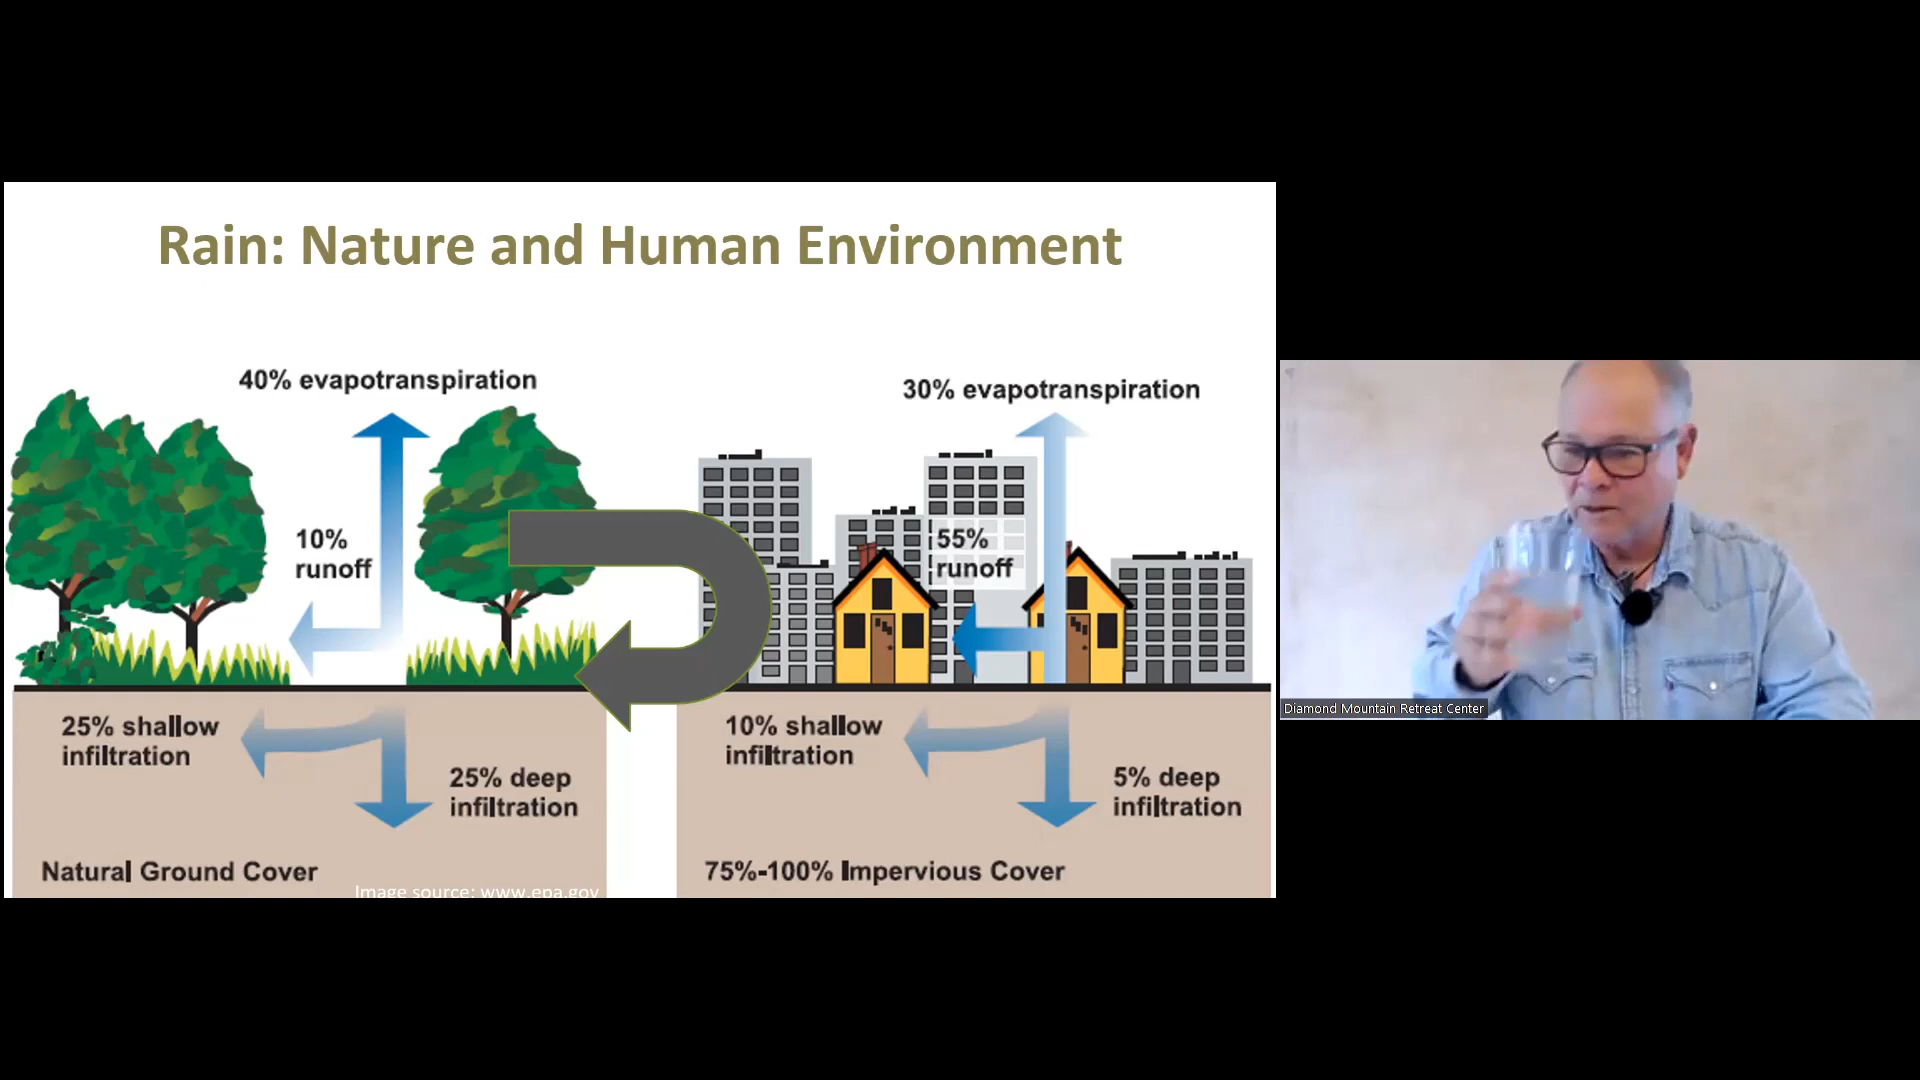 Rain: Nature and Human Environment
40% evapotranspiration
10%
runoff
25% shallow
infiltration
25% deep
infiltration
Natural Ground Cover
Image source: www.epa.gov
30% evapotranspiration
55%
runoff
10% shallow
infiltration
5% deep
infiltration
75%-100% Impervious Cover
Diamond Mountain Retreat Center